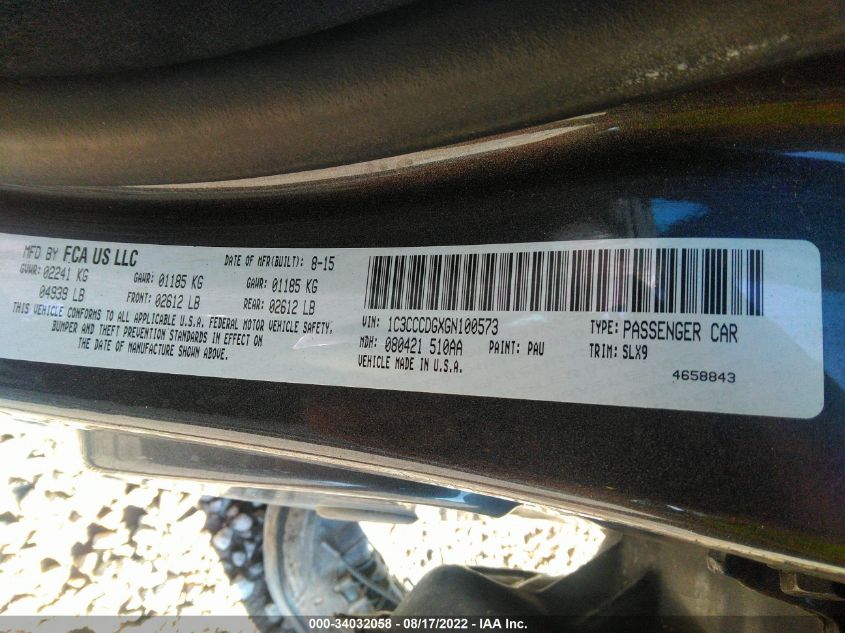 MFD BY FCA US LLC DATE OF MFR(BUILT): 8-15
GVWR: 02241 KG GAWR: 01185 KG GAWR: 01185 KG
04939 LB FRONT: 02612 LB REAR: 02612 LB
THIS VEHICLE CONFORMS TO ALL APPLICABLE U.S.A. FEDERAL MOTOR VEHICLE SAFETY,
BUMPER AND THEFT PREVENTION STANDARDS IN EFFECT ON
THE DATE OF MANUFACTURE SHOWN ABOVE.
VIN: 1C3CCCDGXGN100573 TYPE: PASSENGER CAR
MDH: 080421 510AA PAINT: PAU TRIM: SLX9
VEHICLE MADE IN U.S.A.
4658843
000-34032058 - 08/17/2022 - IAA Inc.